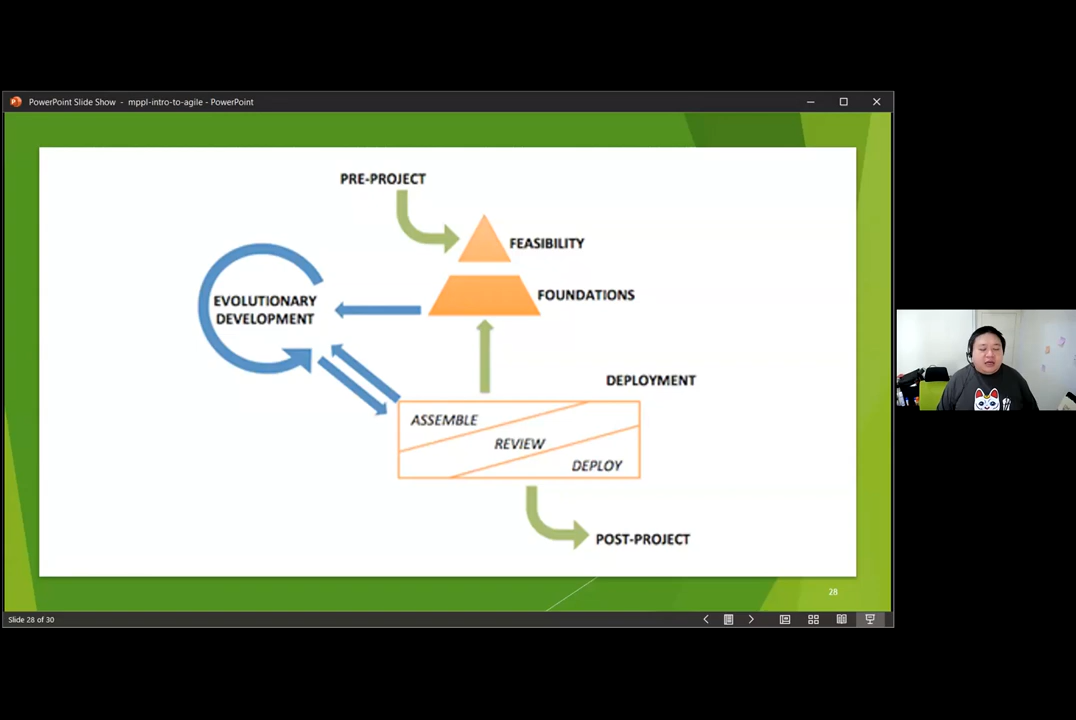 PowerPoint Slide Show - mppl-intro-to-agile - PowerPoint
PRE-PROJECT
FEASIBILITY
FOUNDATIONS
EVOLUTIONARY
DEVELOPMENT
DEPLOYMENT
ASSEMBLE
REVIEW
DEPLOY
POST-PROJECT
28
Slide 28 of 30